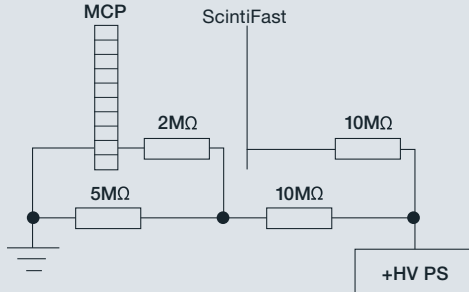 MCP
ScintiFast
2MΩ
10MΩ
5MΩ
10MΩ
+HV PS